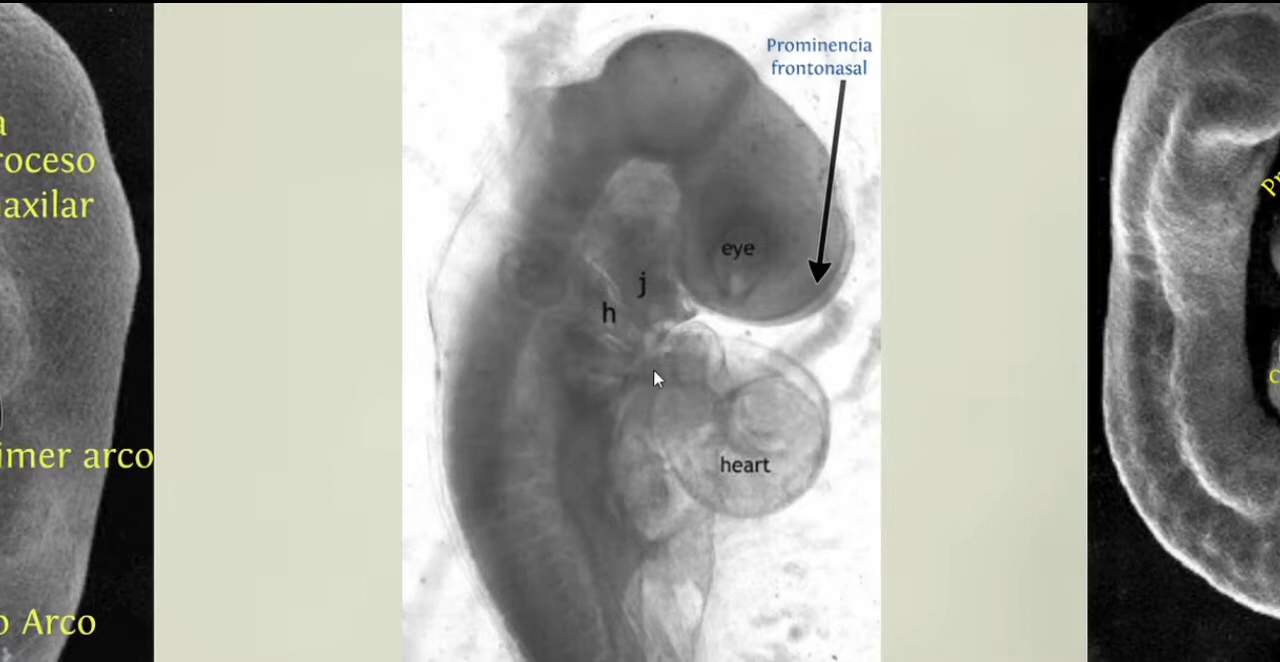 roceso
axilar
imer arco
Arco
Prominencia
frontonasal
eye
j
h
heart